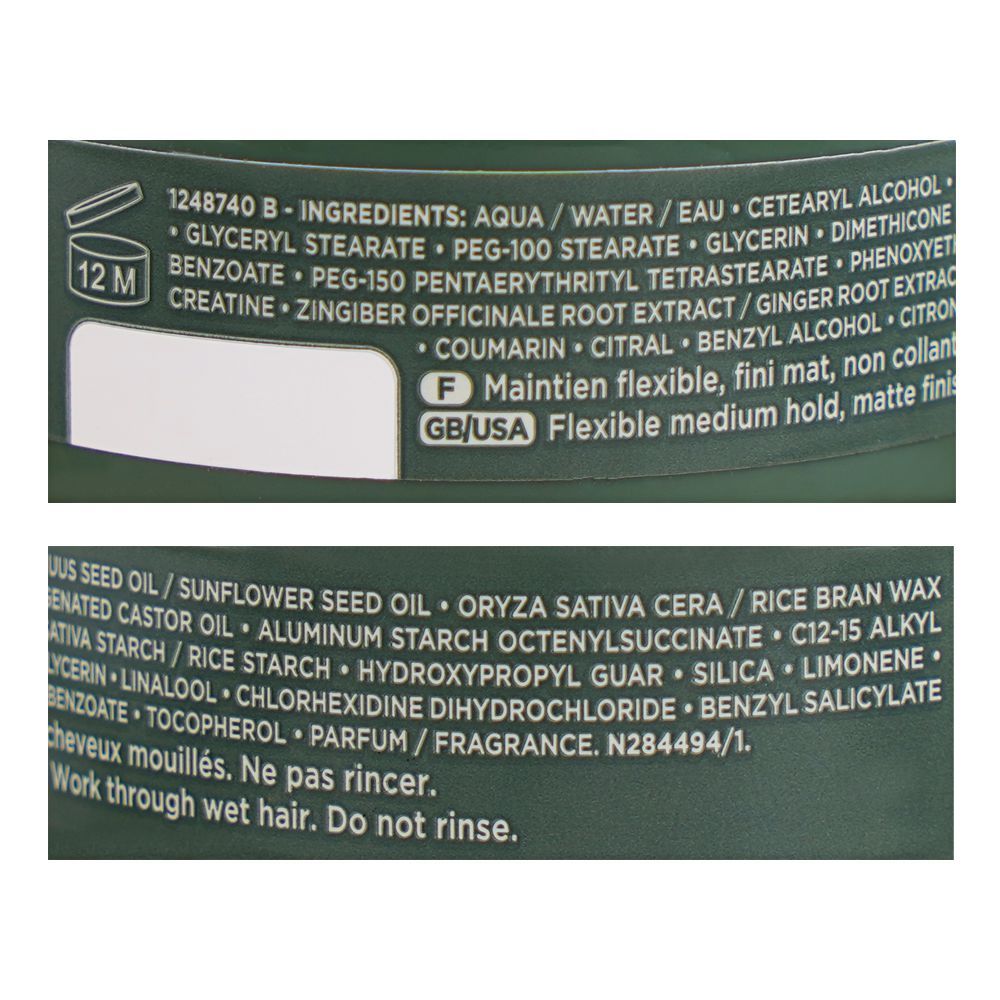 1248740 B - INGREDIENTS: AQUA / WATER / EAU • CETEARYL ALCOHOL •
• GLYCERYL STEARATE • PEG-100 STEARATE • GLYCERIN • DIMETHICONE
12 M
BENZOATE • PEG-150 PENTAERYTHRITYL TETRASTEARATE •
CREATINE • ZINGIBER OFFICINALE ROOT EXTRACT / GINGER ROOT
• COUMARIN • CITRAL • BENZYL ALCOHOL •
F Maintien flexible, fini mat, non
GB/USA Flexible medium hold, matte
SEED OIL / SUNFLOWER SEED OIL • ORYZA SATIVA CERA / RICE BRAN WAX
CASTOR OIL • ALUMINUM STARCH OCTENYLSUCCINATE • C12-15 ALKYL
STARCH / RICE STARCH • HYDROXYPROPYL GUAR • SILICA • LIMONENE •
• LINALOOL • CHLORHEXIDINE DIHYDROCHLORIDE • BENZYL SALICYLATE
BENZOATE • TOCOPHEROL • PARFUM / FRAGRANCE. N284494/1.
cheveux mouillés. Ne pas rincer.
Work through wet hair. Do not rinse.